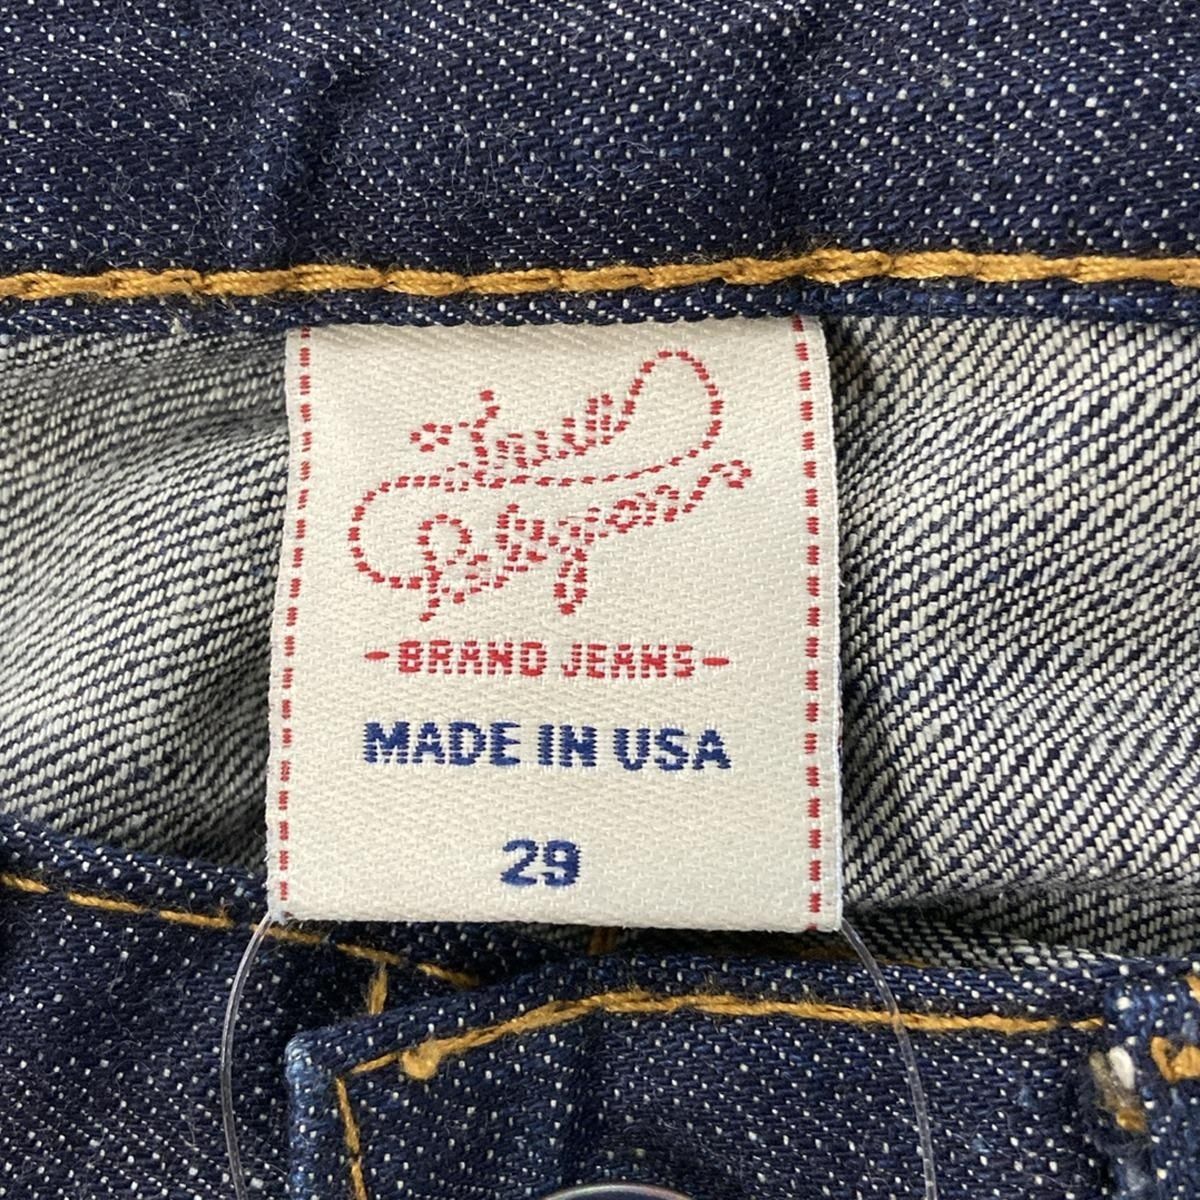 True
Religion
-BRAND JEANS-
MADE IN USA
29